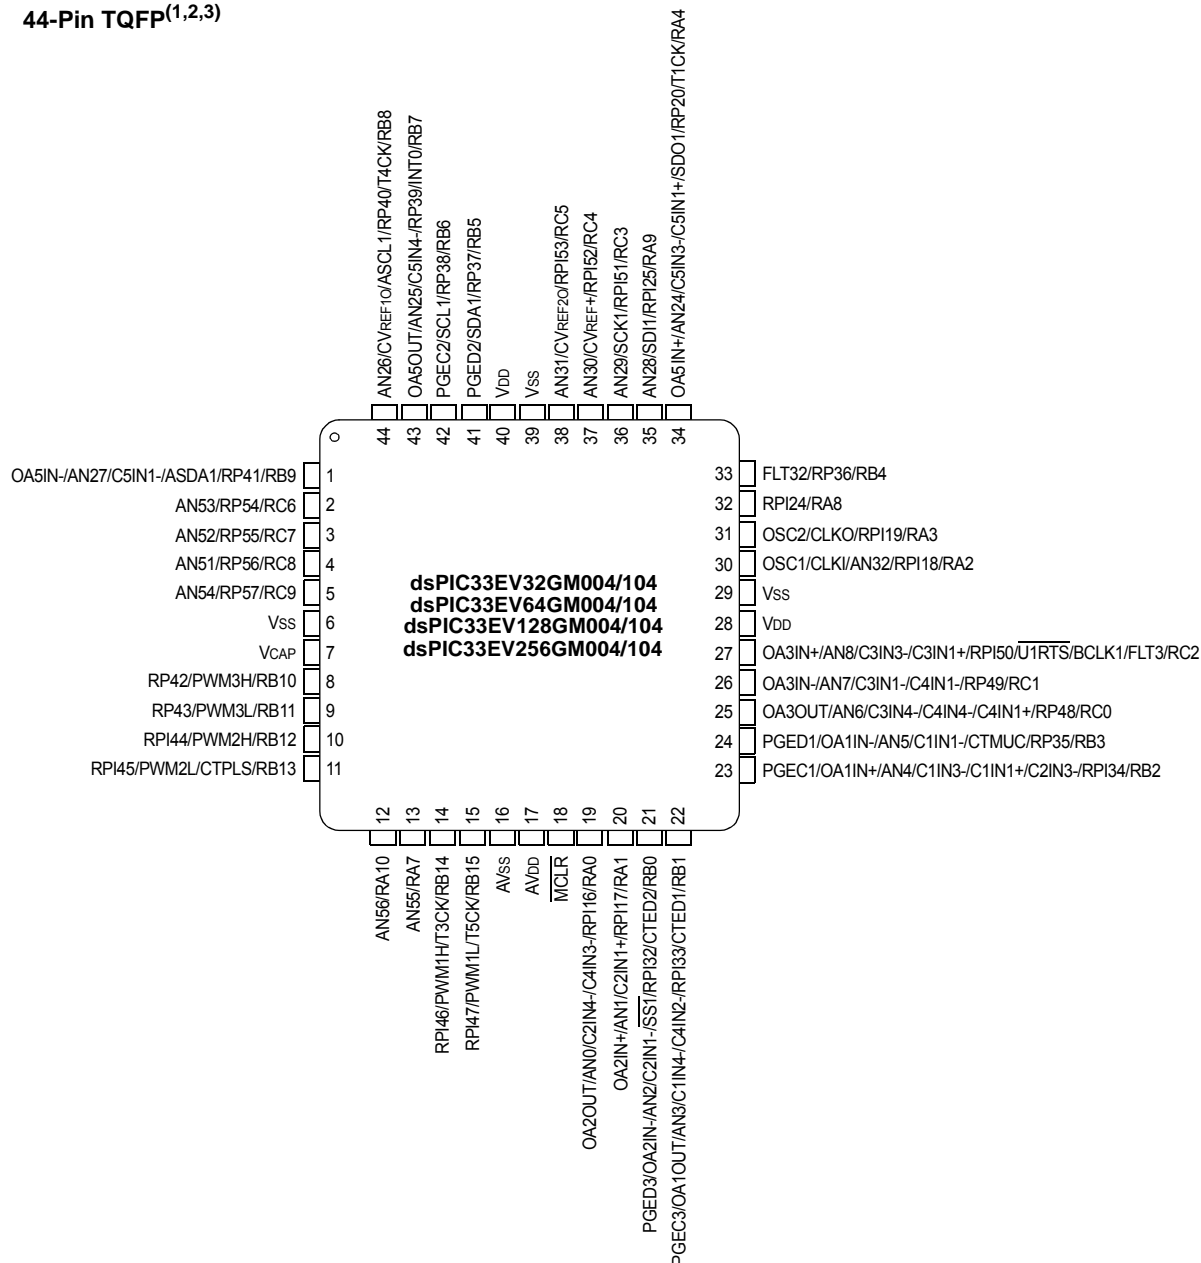 44-Pin TQFP(1,2,3)
AN26/CVREF1O/ASCL1/RP40/T4CK/RB8
OA5OUT/AN25/C5IN4-/RP39/INT0/RB7
PGEC2/SCL1/RP38/RB6
PGED2/SDA1/RP37/RB5
VDD
VSS
AN31/CVREF2O/RPI53/RC5
AN30/CVREF+/RPI52/RC4
AN29/SCK1/RPI51/RC3
AN28/SDI1/RPI25/RA9
OA5IN+/AN24/C5IN3-/C5IN1+/SDO1/RP20/T1CK/RA4
44 43 42 41 40 39 38 37 36 35 34
OA5IN-/AN27/C5IN1-/ASDA1/RP41/RB9 1
AN53/RP54/RC6 2
AN52/RP55/RC7 3
AN51/RP56/RC8 4
AN54/RP57/RC9 5
VSS 6
VCAP 7
RP42/PWM3H/RB10 8
RP43/PWM3L/RB11 9
RPI44/PWM2H/RB12 10
RPI45/PWM2L/CTPLS/RB13 11
dsPIC33EV32GM004/104
dsPIC33EV64GM004/104
dsPIC33EV128GM004/104
dsPIC33EV256GM004/104
33 FLT32/RP36/RB4
32 RPI24/RA8
31 OSC2/CLKO/RPI19/RA3
30 OSC1/CLKI/AN32/RPI18/RA2
29 VSS
28 VDD
27 OA3IN+/AN8/C3IN3-/C3IN1+/RPI50/U1RTS/BCLK1/FLT3/RC2
26 OA3IN-/AN7/C3IN1-/C4IN1-/RP49/RC1
25 OA3OUT/AN6/C3IN4-/C4IN4-/C4IN1+/RP48/RC0
24 PGED1/OA1IN-/AN5/C1IN1-/CTMUC/RP35/RB3
23 PGEC1/OA1IN+/AN4/C1IN3-/C1IN1+/C2IN3-/RPI34/RB2
12 13 14 15 16 17 18 19 20 21 22
AN56/RA10
AN55/RA7
RPI46/PWM1H/T3CK/RB14
RPI47/PWM1L/T5CK/RB15
AVSS
AVDD
MCLR
OA2OUT/AN0/C2IN4-/C4IN3-/RPI16/RA0
OA2IN+/AN1/C2IN1+/RPI17/RA1
PGED3/OA2IN-/AN2/C2IN1-/SS1/RPI32/CTED2/RB0
PGEC3/OA1OUT/AN3/C1IN4-/C4IN2-/RPI33/CTED1/RB1